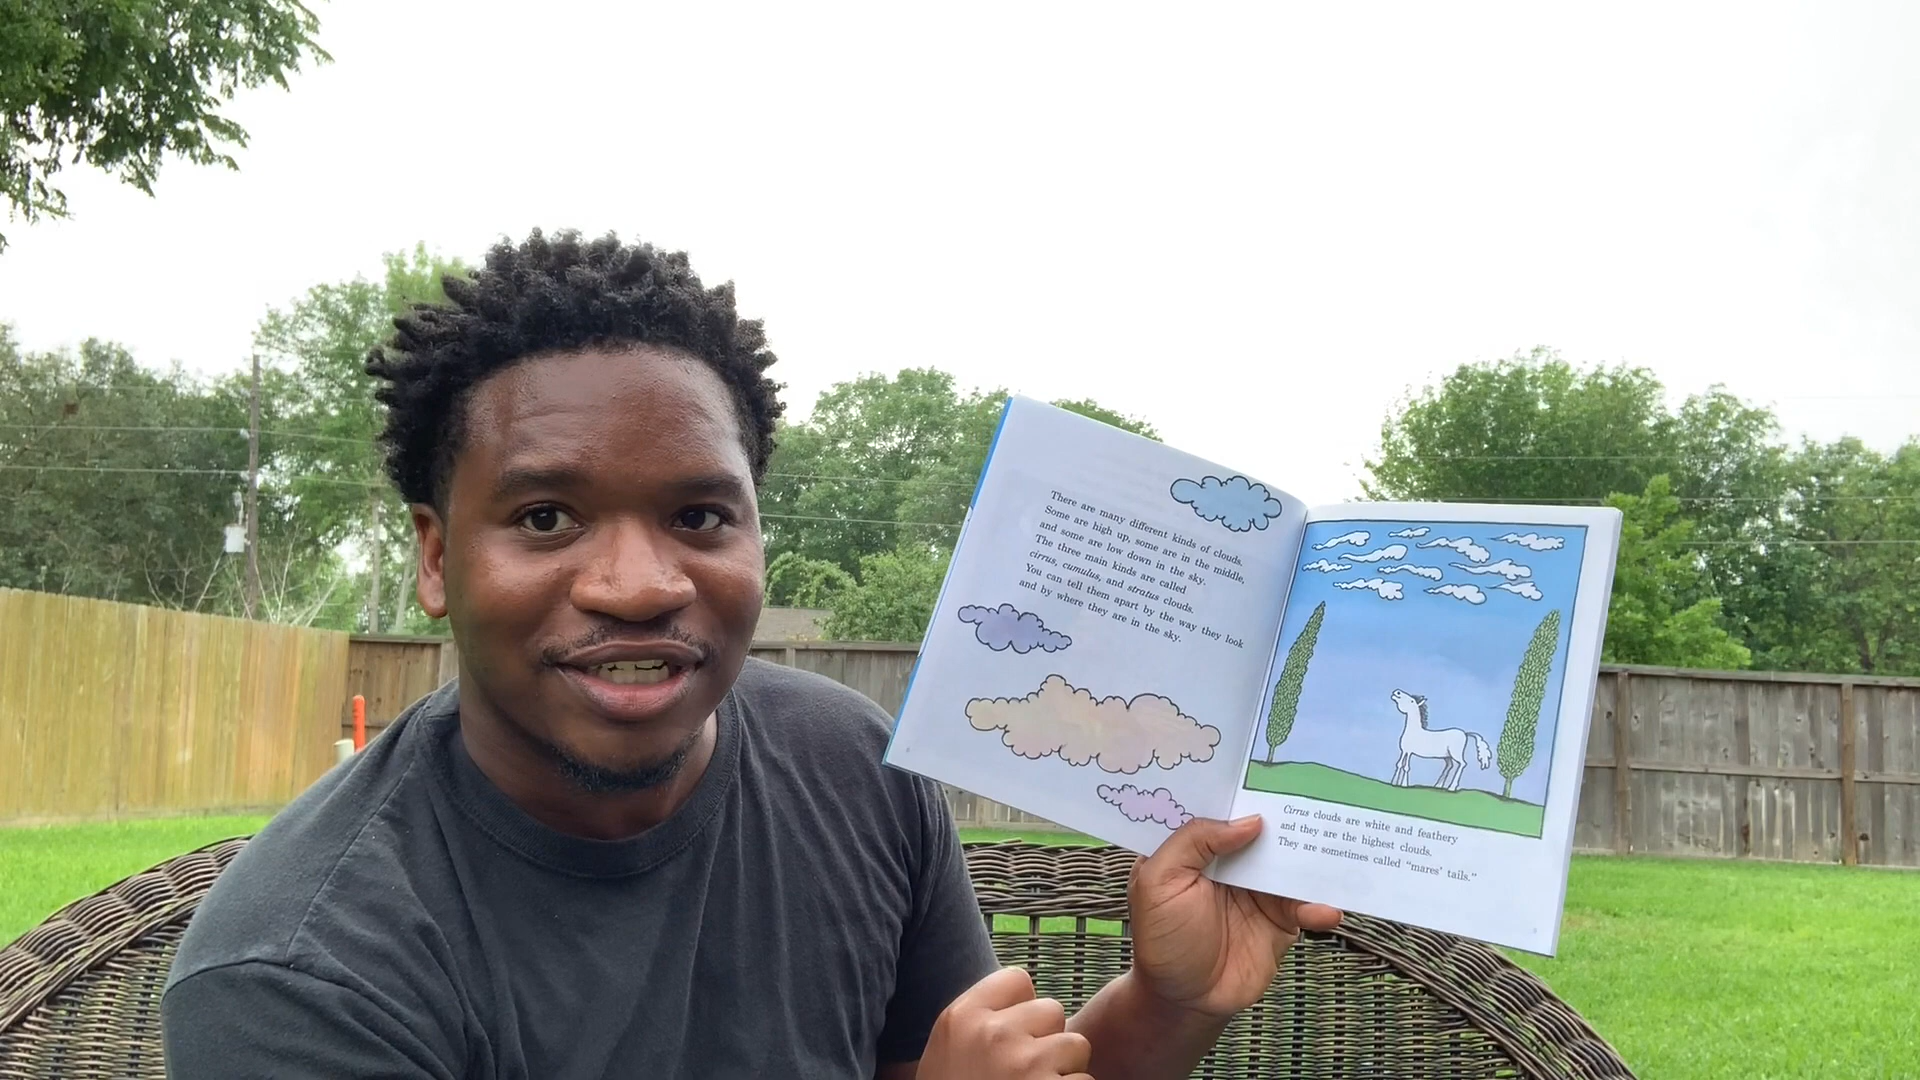 There are many different kinds of clouds.
Some are high up, some are in the middle,
and some are low down in the sky.
The three main kinds are called
cirrus, cumulus, and stratus clouds.
You can tell them apart by the way they look
and by where they are in the sky.
Cirrus clouds are white and feathery
and they are the highest clouds.
They are sometimes called “mares’ tails.”